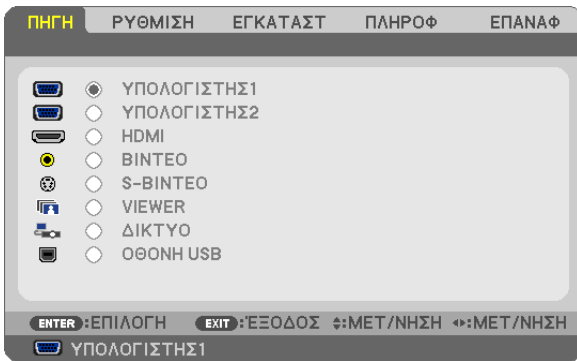 ΠΗΓΗ ΡΥΘΜΙΣΗ ΕΓΚΑΤΑΣΤ ΠΛΗΡΟΦ ΕΠΑΝΑΦ
ΥΠΟΛΟΓΙΣΤΗΣ1
ΥΠΟΛΟΓΙΣΤΗΣ2
HDMI
ΒΙΝΤΕΟ
S-ΒΙΝΤΕΟ
VIEWER
ΔΙΚΤΥΟ
ΟΘΟΝΗ USB
ENTER :ΕΠΙΛΟΓΗ EXIT :ΈΞΟΔΟΣ :ΜΕΤ/ΝΗΣΗ :ΜΕΤ/ΝΗΣΗ
ΥΠΟΛΟΓΙΣΤΗΣ1